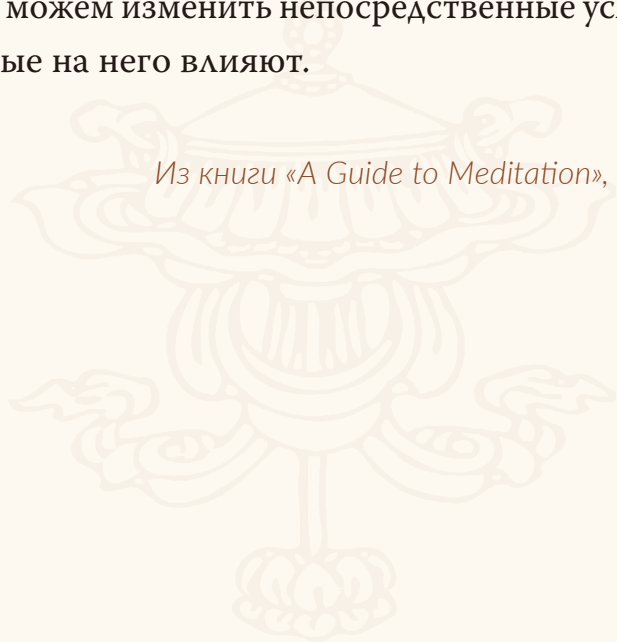 можем изменить непосредственные ус
ые на него влияют.
Из книги «A Guide to Meditation»,